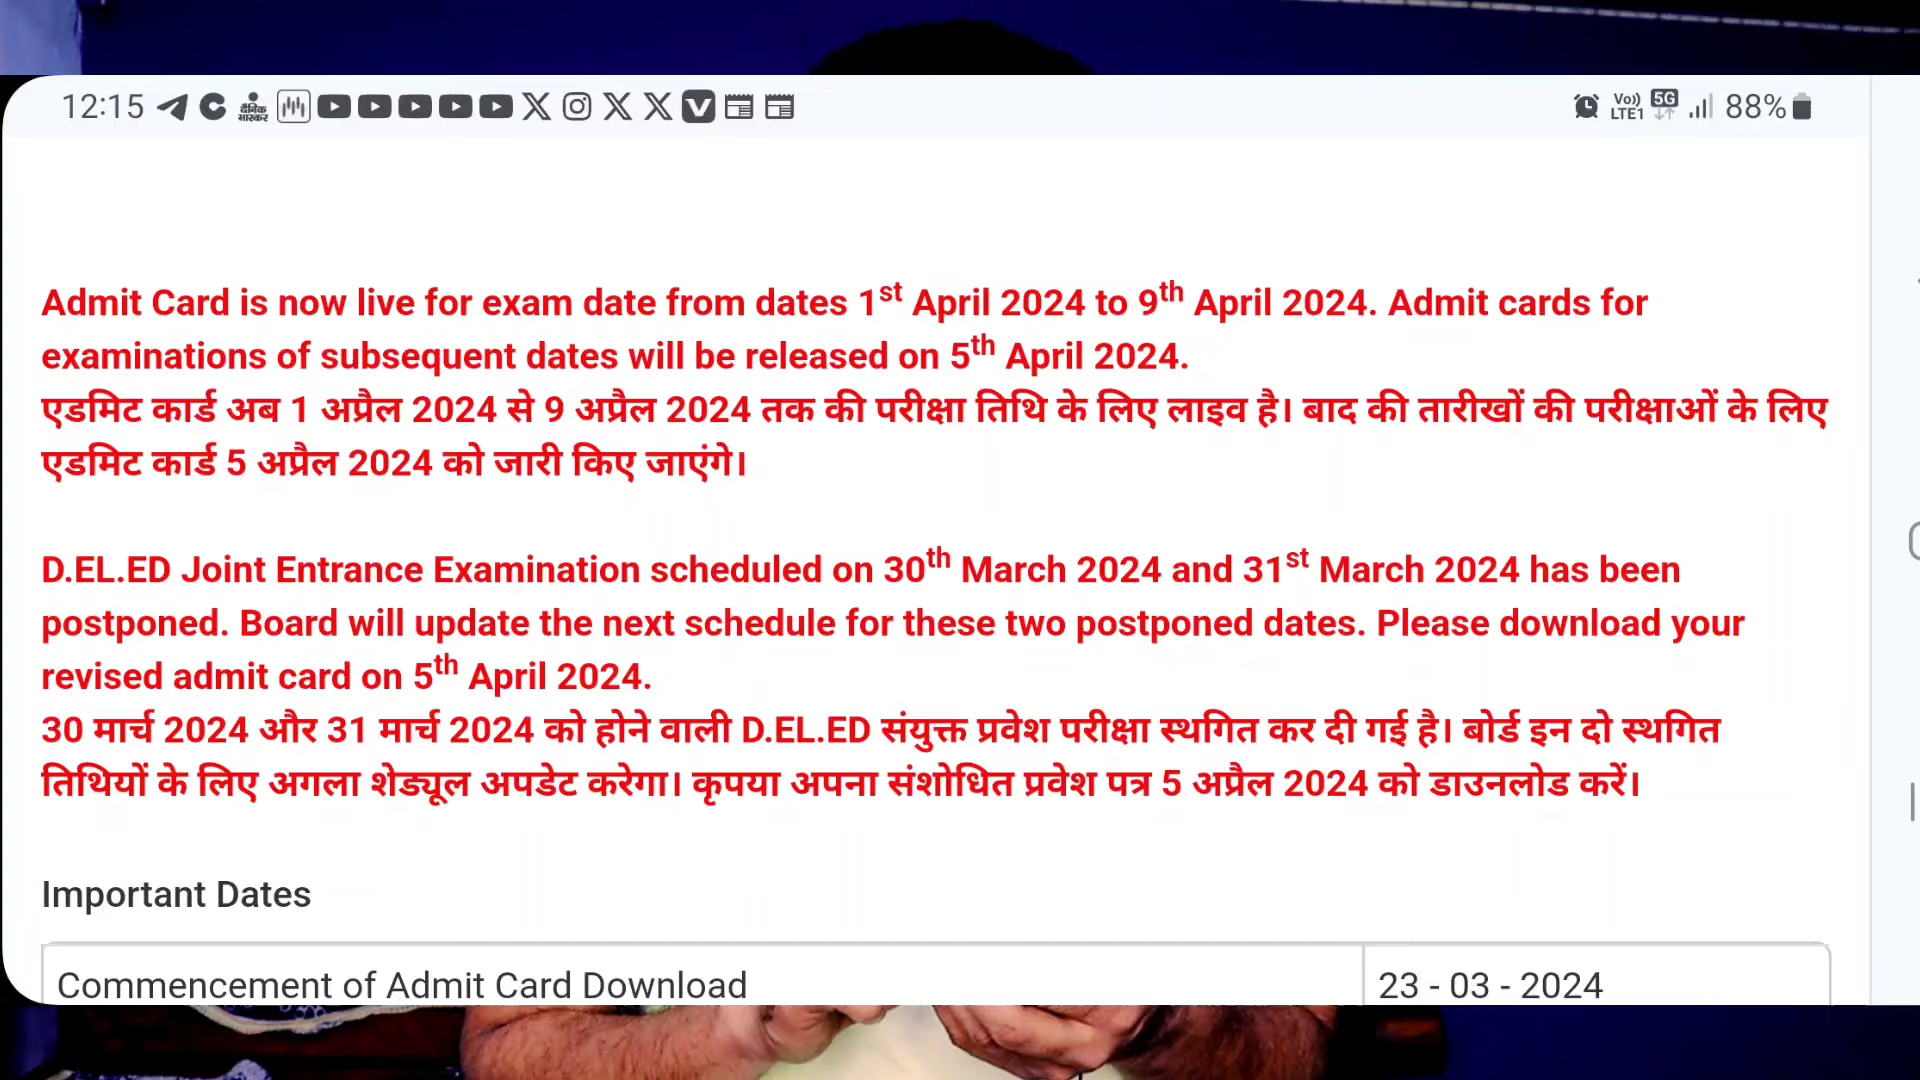 12:15 दैनिक भास्कर Vo)) LTE1 5G 88%
Admit Card is now live for exam date from dates 1st April 2024 to 9th April 2024. Admit cards for
examinations of subsequent dates will be released on 5th April 2024.
एडमिट कार्ड अब 1 अप्रैल 2024 से 9 अप्रैल 2024 तक की परीक्षा तिथि के लिए लाइव है। बाद की तारीखों की परीक्षाओं के लिए
एडमिट कार्ड 5 अप्रैल 2024 को जारी किए जाएंगे।
D.EL.ED Joint Entrance Examination scheduled on 30th March 2024 and 31st March 2024 has been
postponed. Board will update the next schedule for these two postponed dates. Please download your
revised admit card on 5th April 2024.
30 मार्च 2024 और 31 मार्च 2024 को होने वाली D.EL.ED संयुक्त प्रवेश परीक्षा स्थगित कर दी गई है। बोर्ड इन दो स्थगित
तिथियों के लिए अगला शेड्यूल अपडेट करेगा। कृपया अपना संशोधित प्रवेश पत्र 5 अप्रैल 2024 को डाउनलोड करें।
Important Dates
Commencement of Admit Card Download 23 - 03 - 2024